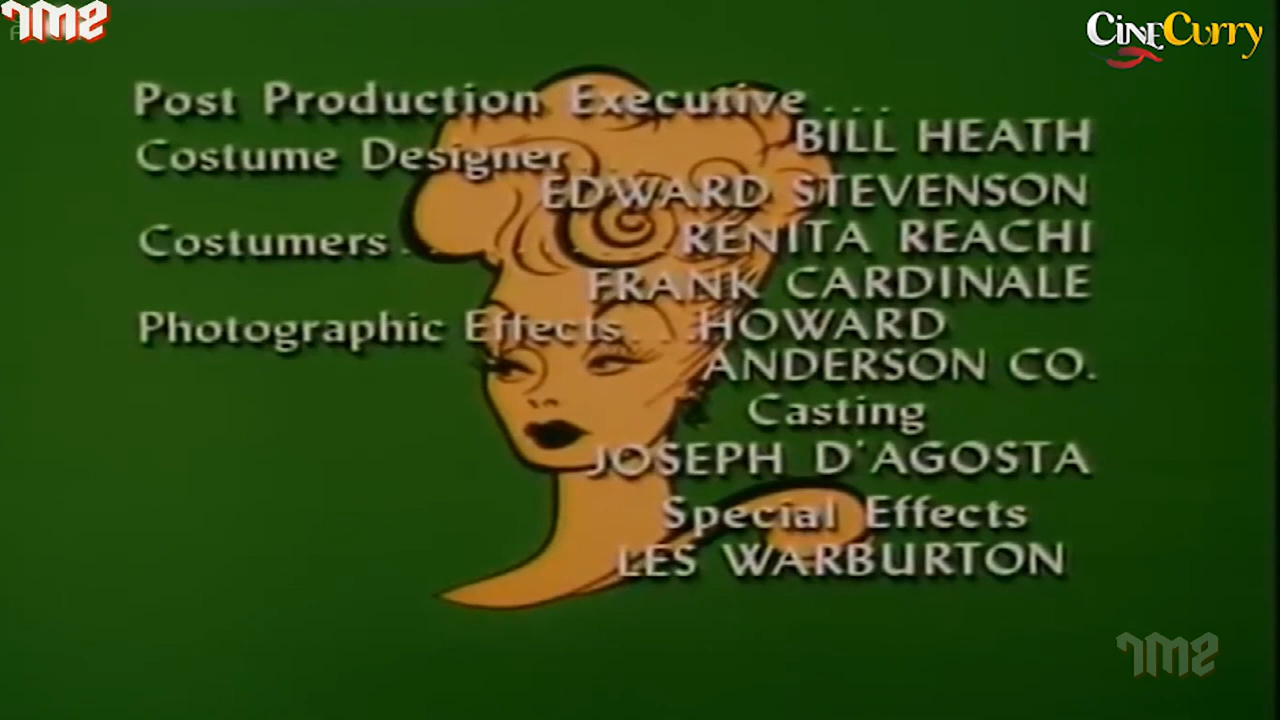 CineCurry
Post Production Executive . . .
BILL HEATH
Costume Designer
EDWARD STEVENSON
Costumers . . . . . RENITA REACHI
FRANK CARDINALE
Photographic Effects . . . HOWARD
ANDERSON CO.
Casting
JOSEPH D'AGOSTA
Special Effects
LES WARBURTON